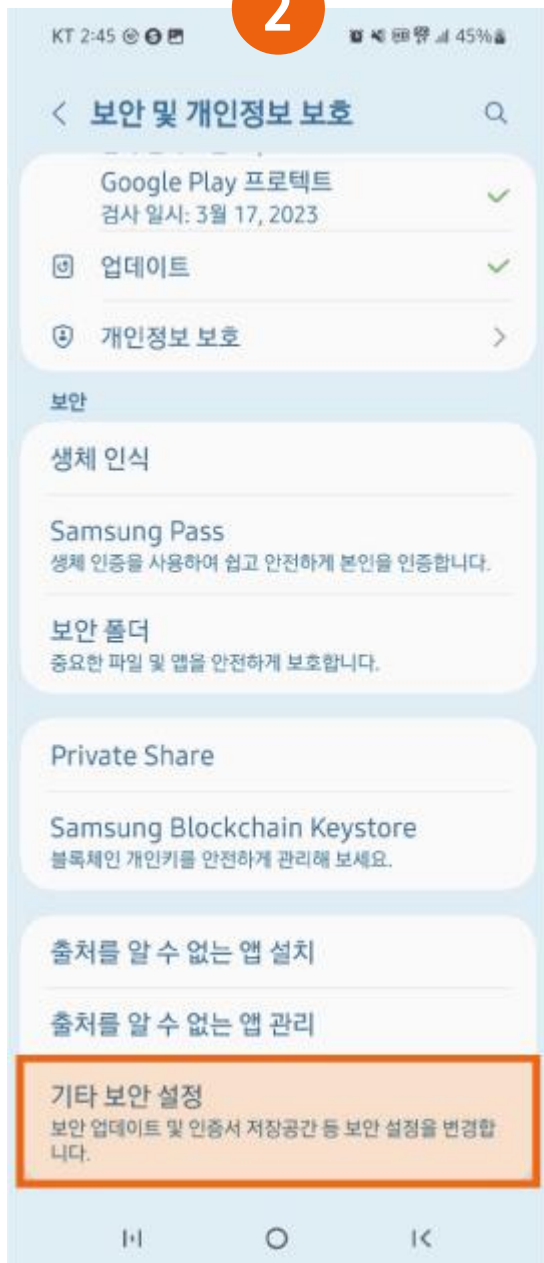 2
KT 2:45
45%
보안 및 개인정보 보호
Google Play 프로텍트
검사 일시: 3월 17, 2023
업데이트
개인정보 보호
보안
생체 인식
Samsung Pass
생체 인증을 사용하여 쉽고 안전하게 본인을 인증합니다.
보안 폴더
중요한 파일 및 앱을 안전하게 보호합니다.
Private Share
Samsung Blockchain Keystore
블록체인 개인키를 안전하게 관리해 보세요.
출처를 알 수 없는 앱 설치
출처를 알 수 없는 앱 관리
기타 보안 설정
보안 업데이트 및 인증서 저장공간 등 보안 설정을 변경합
니다.